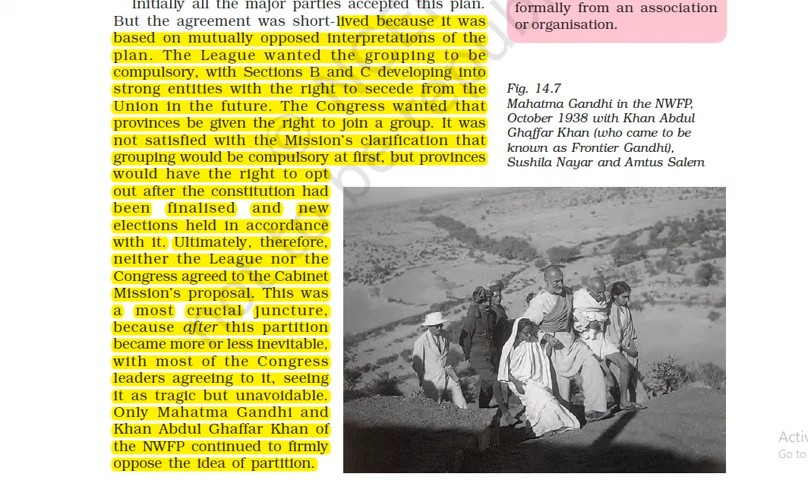 Initially all the major parties accepted this plan.
But the agreement was short-lived because it was
based on mutually opposed interpretations of the
plan. The League wanted the grouping to be
compulsory, with Sections B and C developing into
strong entities with the right to secede from the
Union in the future. The Congress wanted that
provinces be given the right to join a group. It was
not satisfied with the Mission's clarification that
grouping would be compulsory at first, but provinces
would have the right to opt
out after the constitution had
been finalised and new
elections held in accordance
with it. Ultimately, therefore,
neither the League nor the
Congress agreed to the Cabinet
Mission's proposal. This was
a most crucial juncture,
because after this partition
became more or less inevitable,
with most of the Congress
leaders agreeing to it, seeing
it as tragic but unavoidable.
Only Mahatma Gandhi and
Khan Abdul Ghaffar Khan of
the NWFP continued to firmly
oppose the idea of partition.
formally from an association
or organisation.
Fig. 14.7
Mahatma Gandhi in the NWFP,
October 1938 with Khan Abdul
Ghaffar Khan (who came to be
known as Frontier Gandhi),
Sushila Nayar and Amtus Salem
Go to